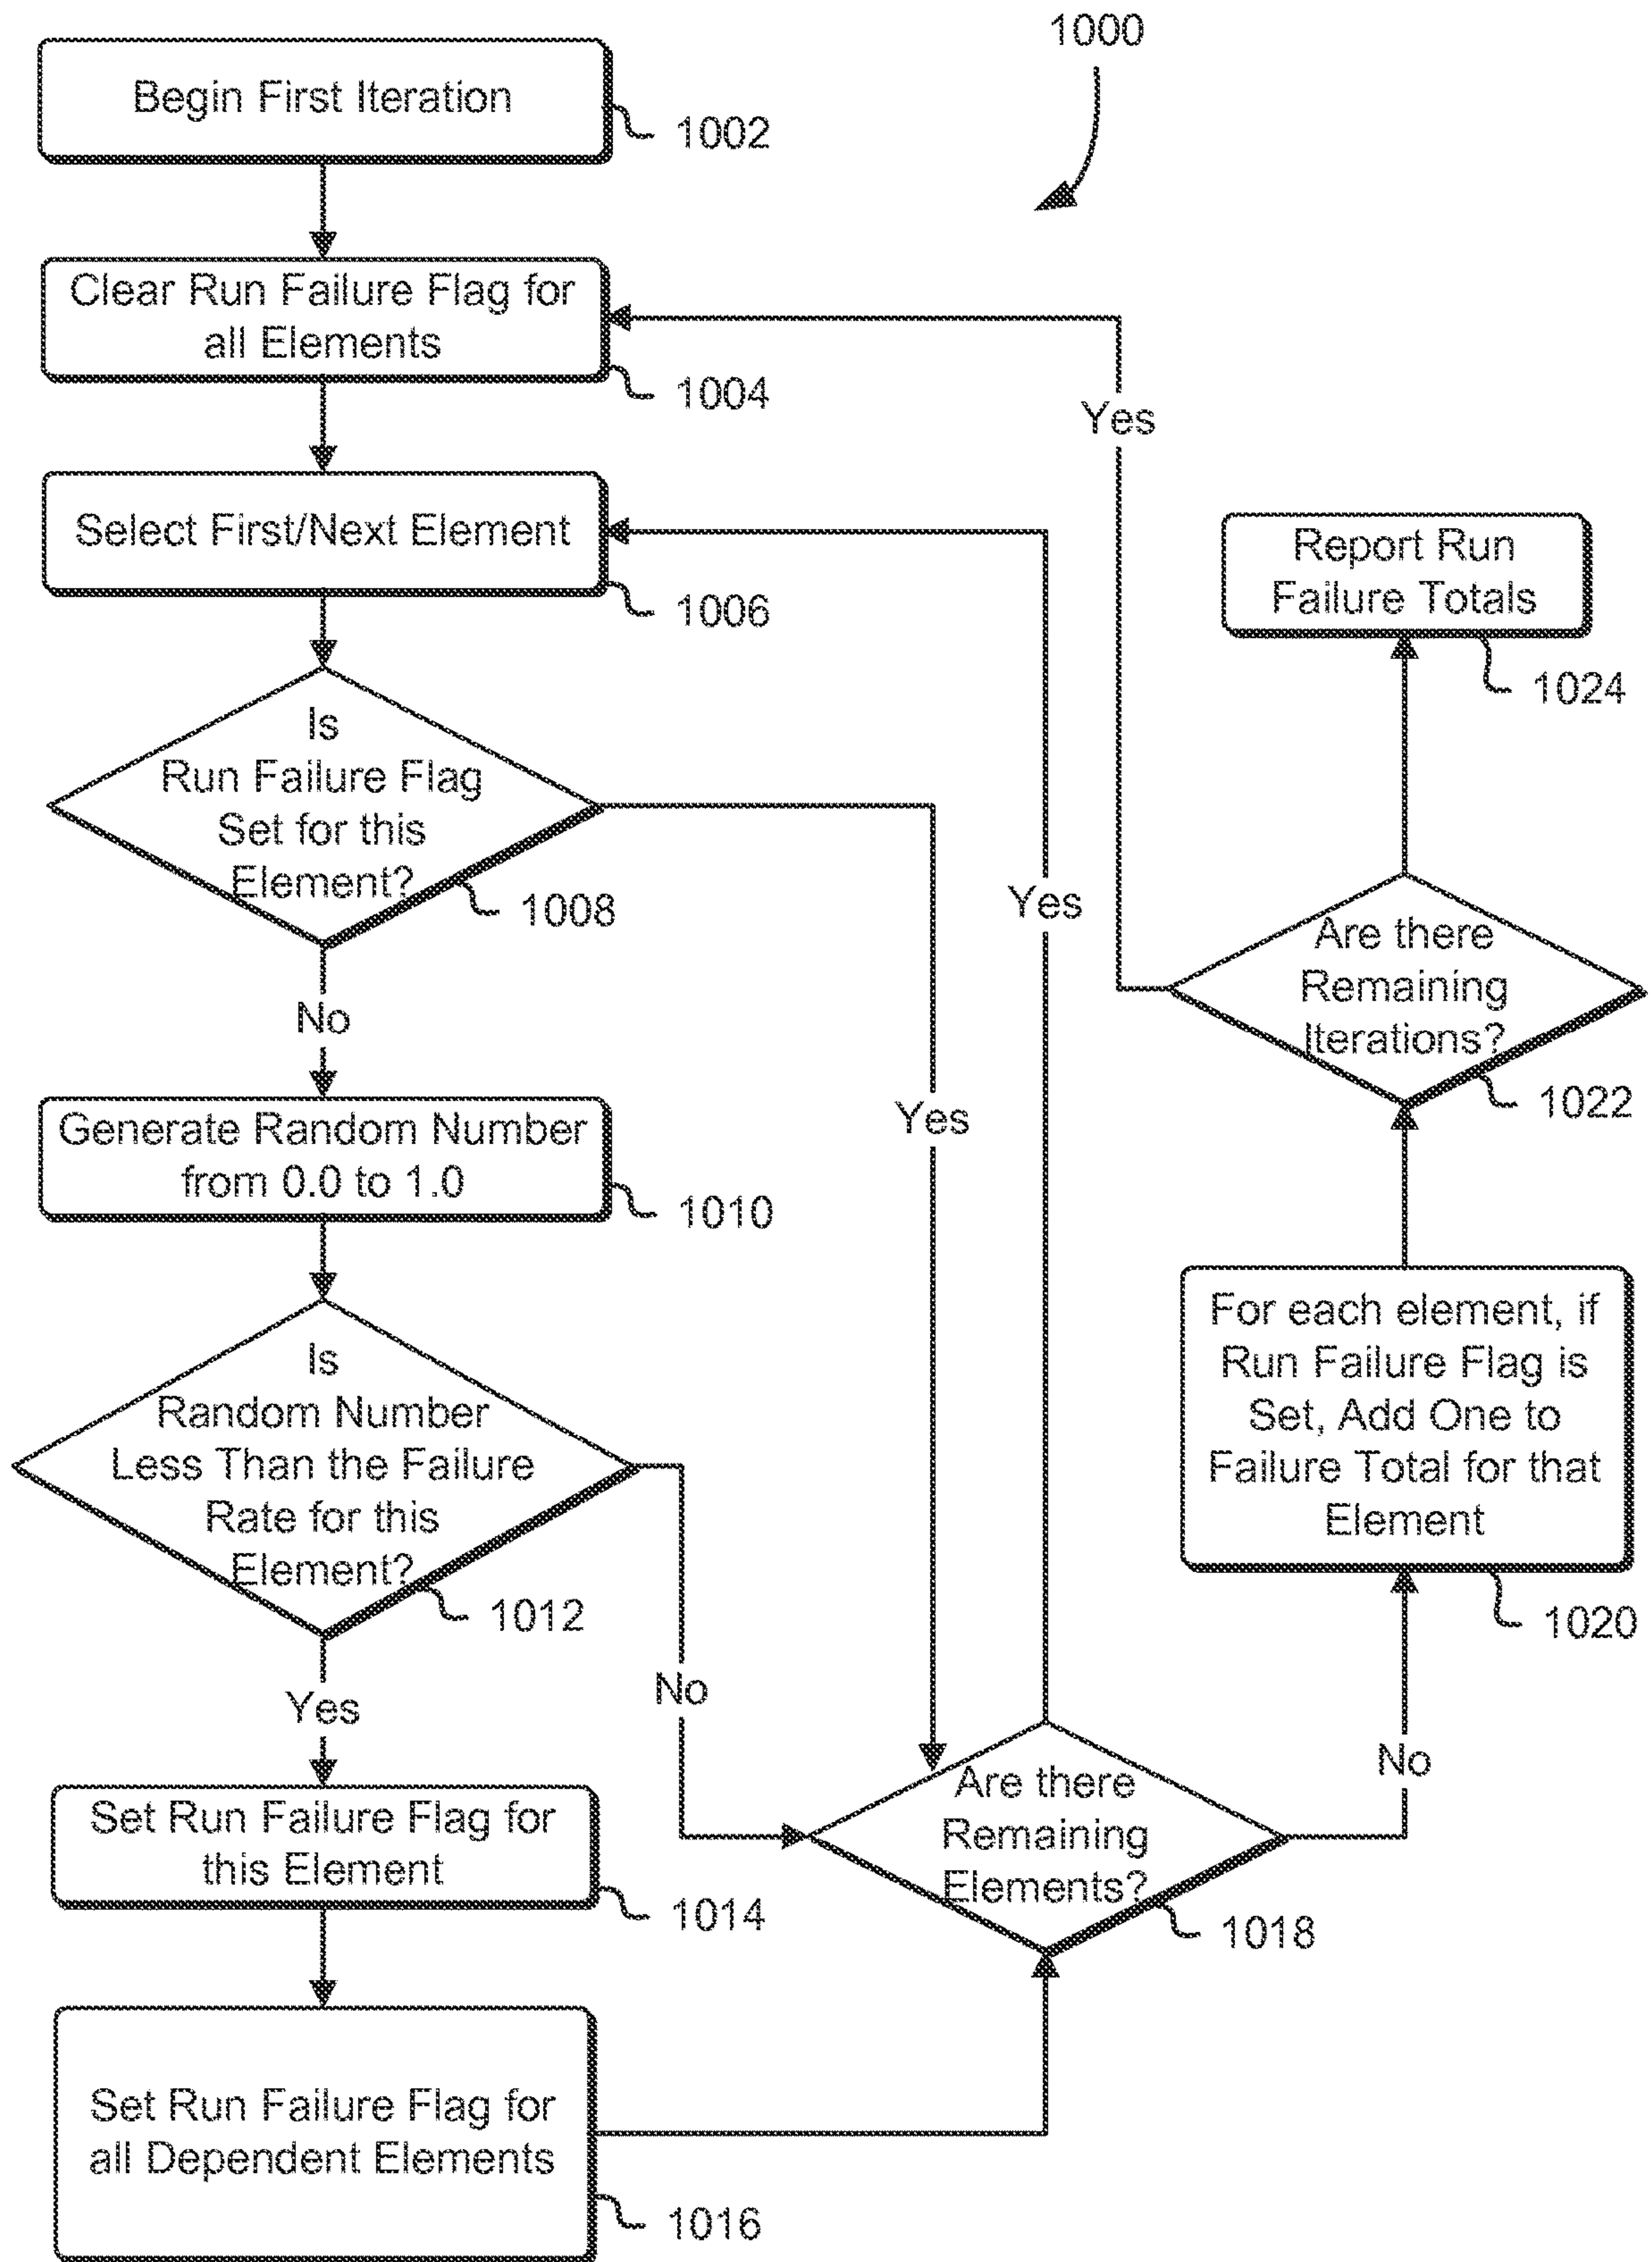 1000
Begin First Iteration
1002
Clear Run Failure Flag for
all Elements
1004
Yes
Select First/Next Element
1006
Report Run
Failure Totals
1024
Is
Run Failure Flag
Set for this
Element?
1008
Yes
Are there
Remaining
Iterations?
1022
No
Yes
Generate Random Number
from 0.0 to 1.0
1010
For each element, if
Run Failure Flag is
Set, Add One to
Failure Total for that
Element
1020
Is
Random Number
Less Than the Failure
Rate for this
Element?
1012
No
Yes
No
Are there
Remaining
Elements?
1018
Set Run Failure Flag for
this Element
1014
Set Run Failure Flag for
all Dependent Elements
1016